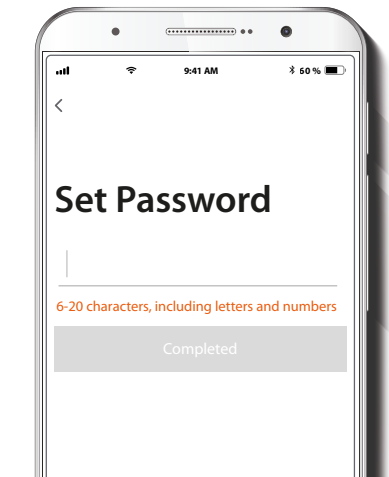 9:41 AM
60 %
Set Password
6-20 characters, including letters and numbers
Completed